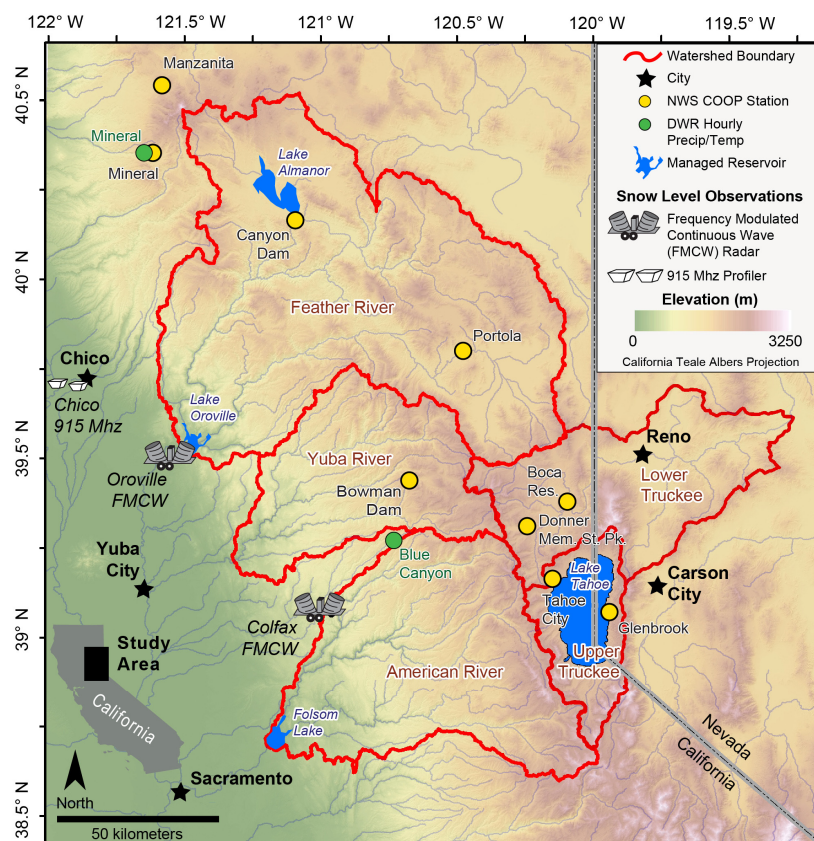 122° W
121.5° W
121° W
120.5° W
120° W
119.5° W
40.5° N
40° N
39.5° N
39° N
38.5° N
Watershed Boundary
City
NWS COOP Station
DWR Hourly
Precip/Temp
Managed Reservoir
Snow Level Observations
Frequency Modulated
Continuous Wave
(FMCW) Radar
915 Mhz Profiler
Elevation (m)
0
3250
California Teale Albers Projection
Manzanita
Mineral
Mineral
Lake
Almanor
Canyon
Dam
Feather River
Portola
Chico
Chico
915 Mhz
Lake
Oroville
Oroville
FMCW
Yuba River
Bowman
Dam
Boca
Res.
Reno
Lower
Truckee
Donner
Mem. St. Pk.
Yuba
City
Blue
Canyon
Lake
Tahoe
Carson
City
Tahoe
City
Glenbrook
Colfax
FMCW
Upper
Truckee
American River
Study
Area
California
Folsom
Lake
Nevada
California
Sacramento
North
50 kilometers